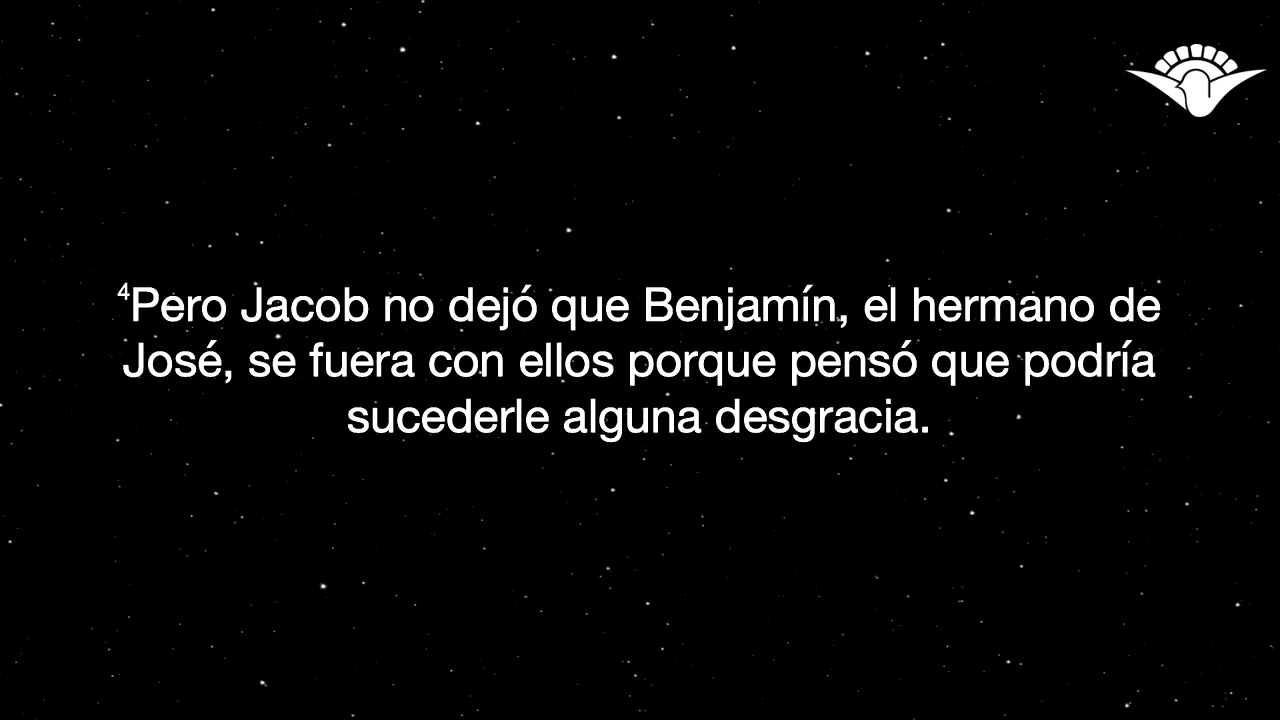 ⁴Pero Jacob no dejó que Benjamín, el hermano de
José, se fuera con ellos porque pensó que podría
sucederle alguna desgracia.